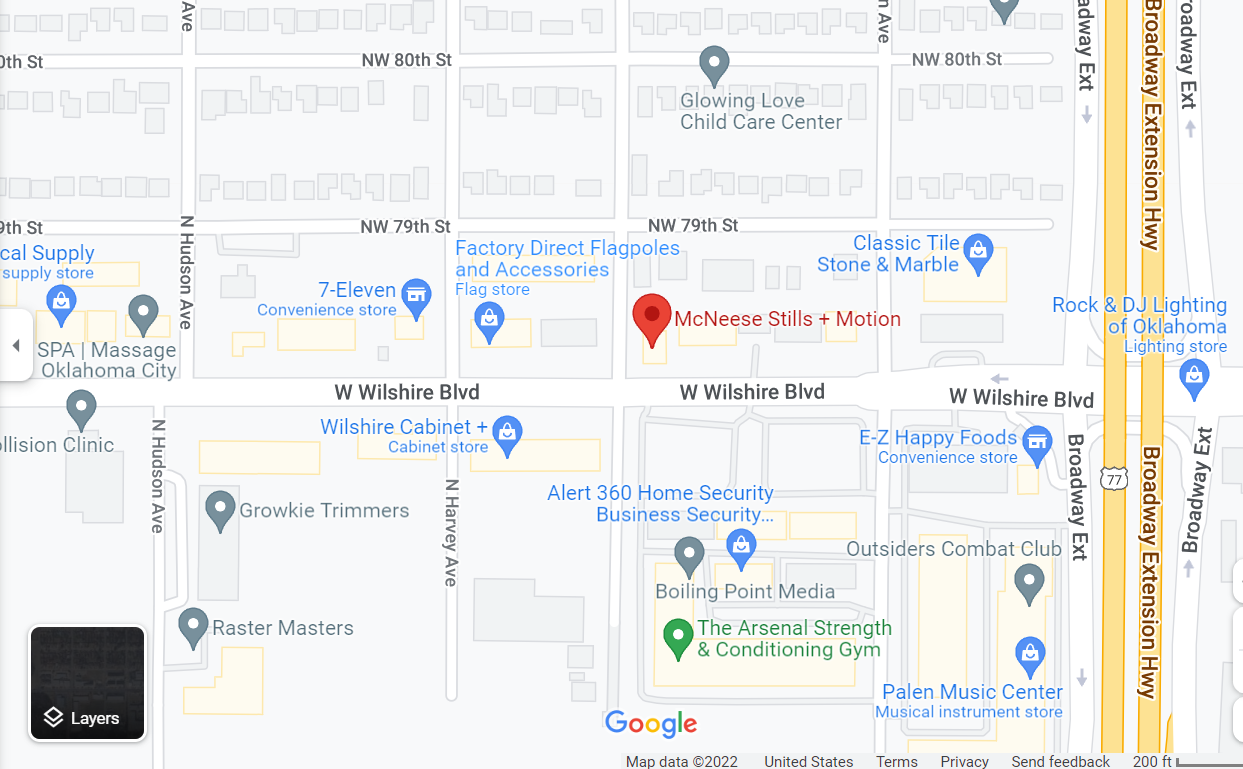 Ave
n Ave
0th St
NW 80th St
NW 80th St
Broadway Ext
Broadway Extension Hwy
Broadway Ext
Glowing Love
Child Care Center
9th St
NW 79th St
NW 79th St
N Hudson Ave
cal Supply
supply store
7-Eleven
Convenience store
Factory Direct Flagpoles
and Accessories
Flag store
Classic Tile
Stone & Marble
McNeese Stills + Motion
Rock & DJ Lighting
of Oklahoma
Lighting store
SPA | Massage
Oklahoma City
W Wilshire Blvd
W Wilshire Blvd
W Wilshire Blvd
ollision Clinic
N Hudson Ave
Wilshire Cabinet +
Cabinet store
E-Z Happy Foods
Convenience store
Broadway Ext
77
Broadway Extension Hwy
Broadway Ext
Growkie Trimmers
N Harvey Ave
Alert 360 Home Security
Business Security...
Outsiders Combat Club
Boiling Point Media
Raster Masters
The Arsenal Strength
& Conditioning Gym
Palen Music Center
Musical instrument store
Layers
Google
Map data ©2022 United States Terms Privacy Send feedback 200 ft